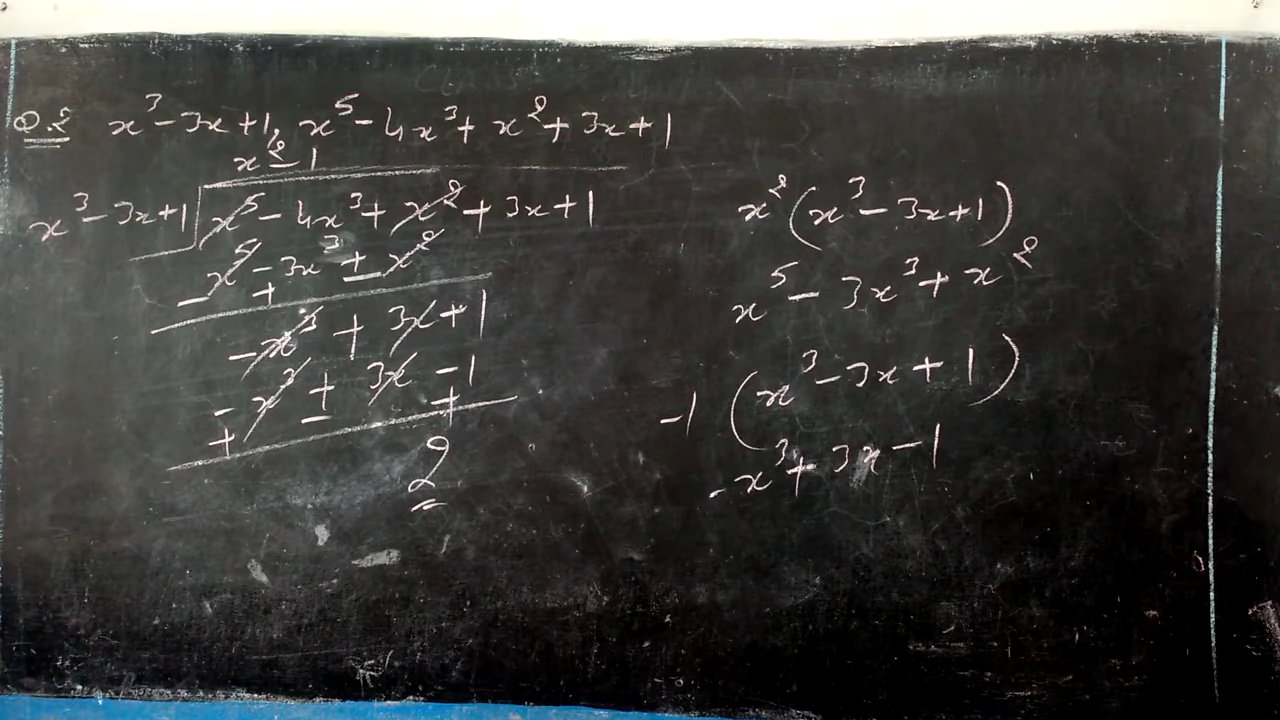 Q.2 x³ - 3x + 1, x⁵ - 4x³ + x² + 3x + 1
x² - 1
x³ - 3x + 1 x⁵ - 4x³ + x² + 3x + 1
x⁵ - 3x³ + x²
- + -
- x³ + 3x + 1
- x³ + 3x - 1
+ - +
2
x² (x³ - 3x + 1)
x⁵ - 3x³ + x²
-1 (x³ - 3x + 1)
- x³ + 3x - 1